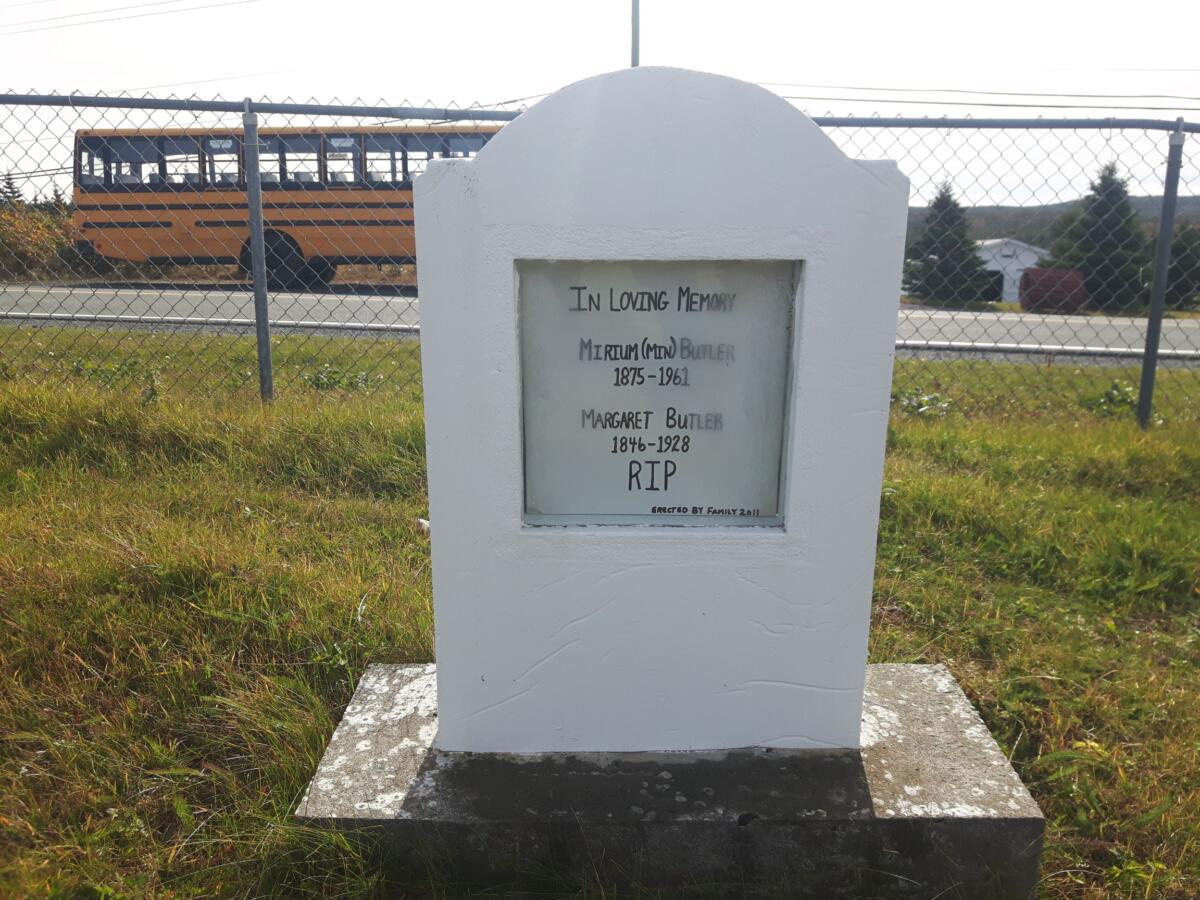 In Loving Memory
Mirium (Min) Butler
1875-1961
Margaret Butler
1846-1928
RIP
Erected by Family 2011